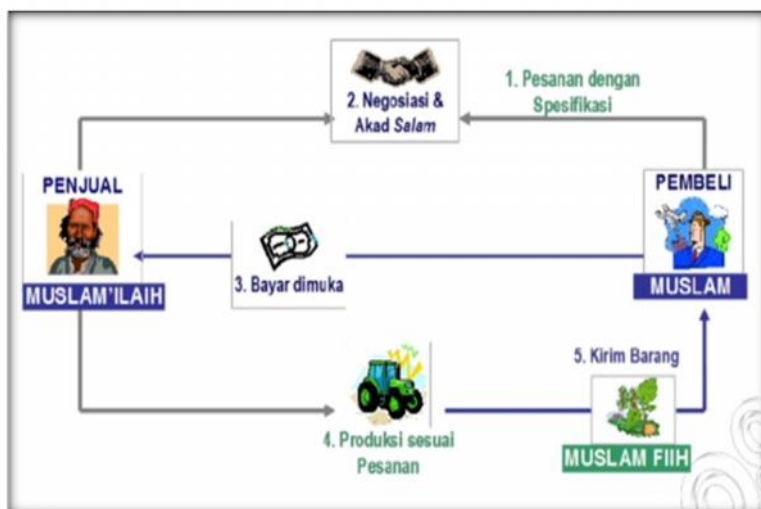 2. Negosiasi &
Akad Salam
1. Pesanan dengan
Spesifikasi
PENJUAL
MUSLAM'ILAIH
PEMBELI
MUSLAM
3. Bayar dimuka
4. Produksi sesuai
Pesanan
5. Kirim Barang
MUSLAM FIIH